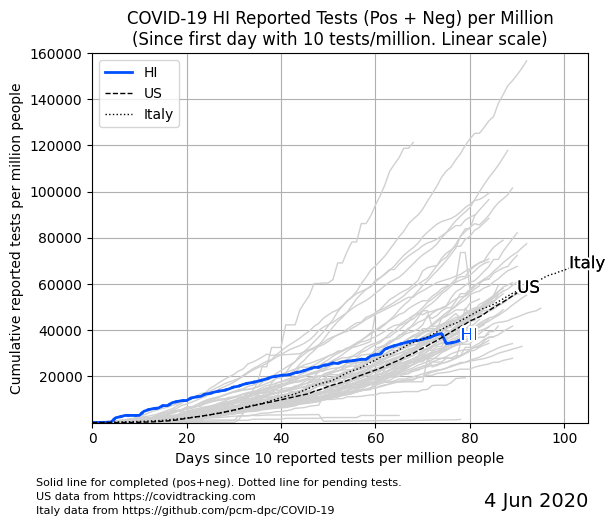 COVID-19 HI Reported Tests (Pos + Neg) per Million
(Since first day with 10 tests/million. Linear scale)
Cumulative reported tests per million people
160000
140000
120000
100000
80000
60000
40000
20000
HI
US
Italy
Italy
US
HI
0
20
40
60
80
100
Days since 10 reported tests per million people
Solid line for completed (pos+neg). Dotted line for pending tests.
US data from https://covidtracking.com
Italy data from https://github.com/pcm-dpc/COVID-19
4 Jun 2020